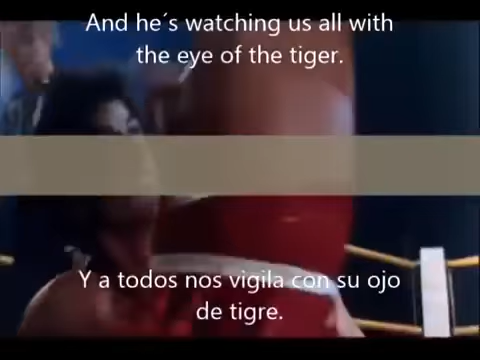 And he´s watching us all with
the eye of the tiger.
Y a todos nos vigila con su ojo
de tigre.